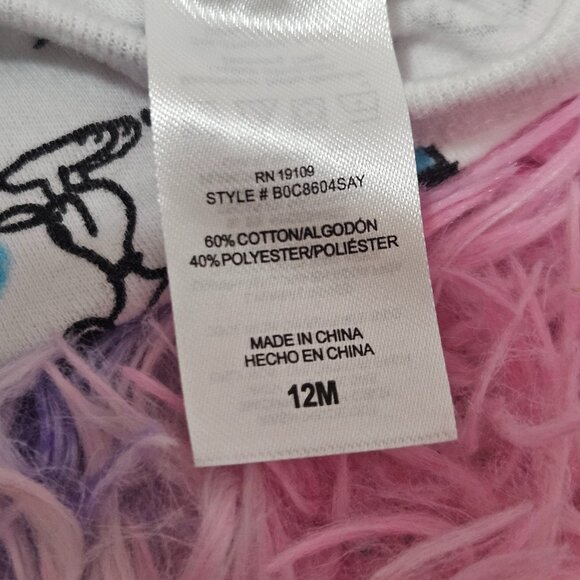 RN 19109
STYLE # B0C8604SAY
60% COTTON/ALGODÓN
40% POLYESTER/POLIÉSTER
MADE IN CHINA
HECHO EN CHINA
12M